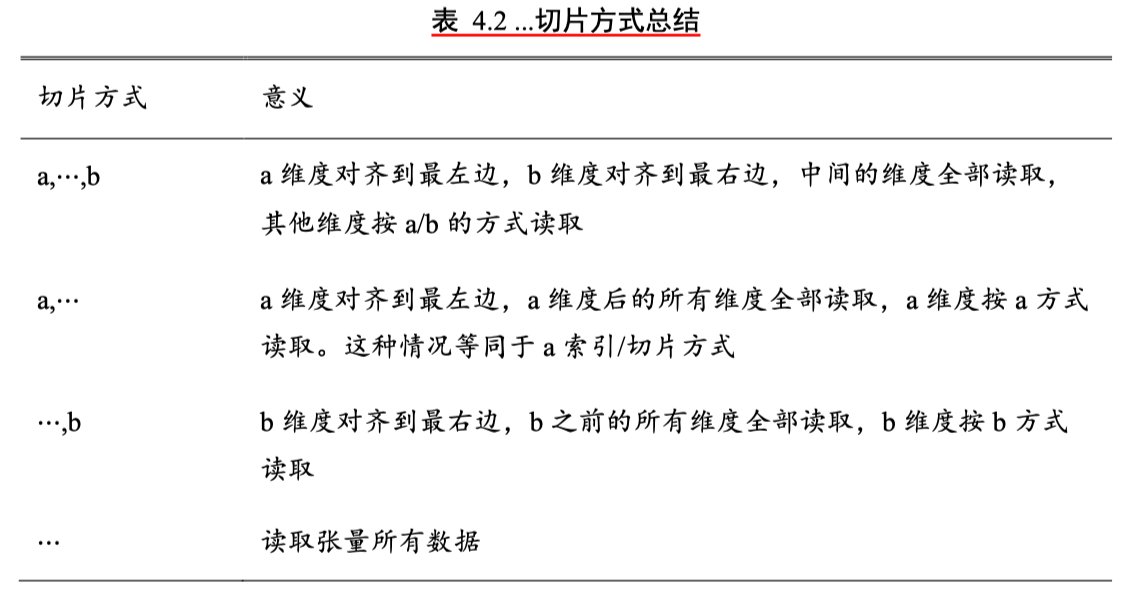 表 4.2 ...切片方式总结
切片方式 意义
a,⋯,b a 维度对齐到最左边，b 维度对齐到最右边，中间的维度全部读取，
其他维度按 a/b 的方式读取
a,⋯ a 维度对齐到最左边，a 维度后的所有维度全部读取，a 维度按 a 方式
读取。这种情况等同于 a 索引/切片方式
⋯,b b 维度对齐到最右边，b 之前的所有维度全部读取，b 维度按 b 方式
读取
⋯ 读取张量所有数据